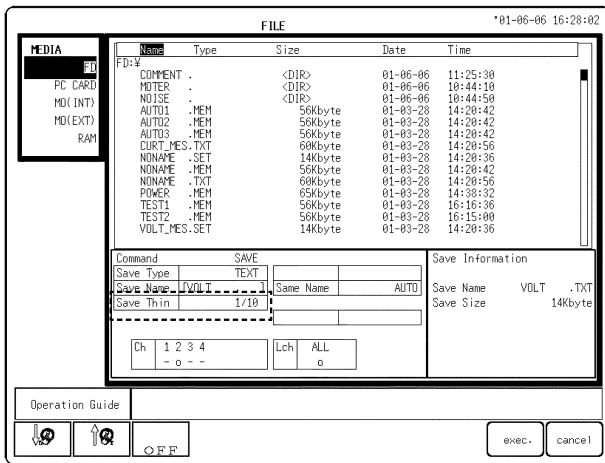 FILE
'01-06-06 16:28:02
MEDIA
FD
PC CARD
MO(INT)
MO(EXT)
RAM
Name Type Size Date Time
FD:¥
COMMENT . <DIR> 01-06-06 11:25:30
MOTER . <DIR> 01-06-06 10:44:10
NOISE . <DIR> 01-06-06 10:44:50
AUTO1 .MEM 56Kbyte 01-03-28 14:20:42
AUTO2 .MEM 56Kbyte 01-03-28 14:20:42
AUTO3 .MEM 56Kbyte 01-03-28 14:20:42
CURT_MES.TXT 60Kbyte 01-03-28 14:20:56
NONAME .SET 14Kbyte 01-03-28 14:20:36
NONAME .MEM 56Kbyte 01-03-28 14:20:42
NONAME .TXT 60Kbyte 01-03-28 14:20:56
POWER .MEM 65Kbyte 01-03-28 14:38:32
TEST1 .MEM 56Kbyte 01-03-28 16:16:36
TEST2 .MEM 56Kbyte 01-03-28 16:15:00
VOLT_MES.SET 14Kbyte 01-03-28 14:20:36
Command SAVE
Save Type TEXT
Save Name [VOLT ] Same Name AUTO
Save Thin 1/10
Ch 1 2 3 4
- o - -
Lch ALL
o
Save Information
Save Name VOLT .TXT
Save Size 14Kbyte
Operation Guide
OFF
exec.
cancel